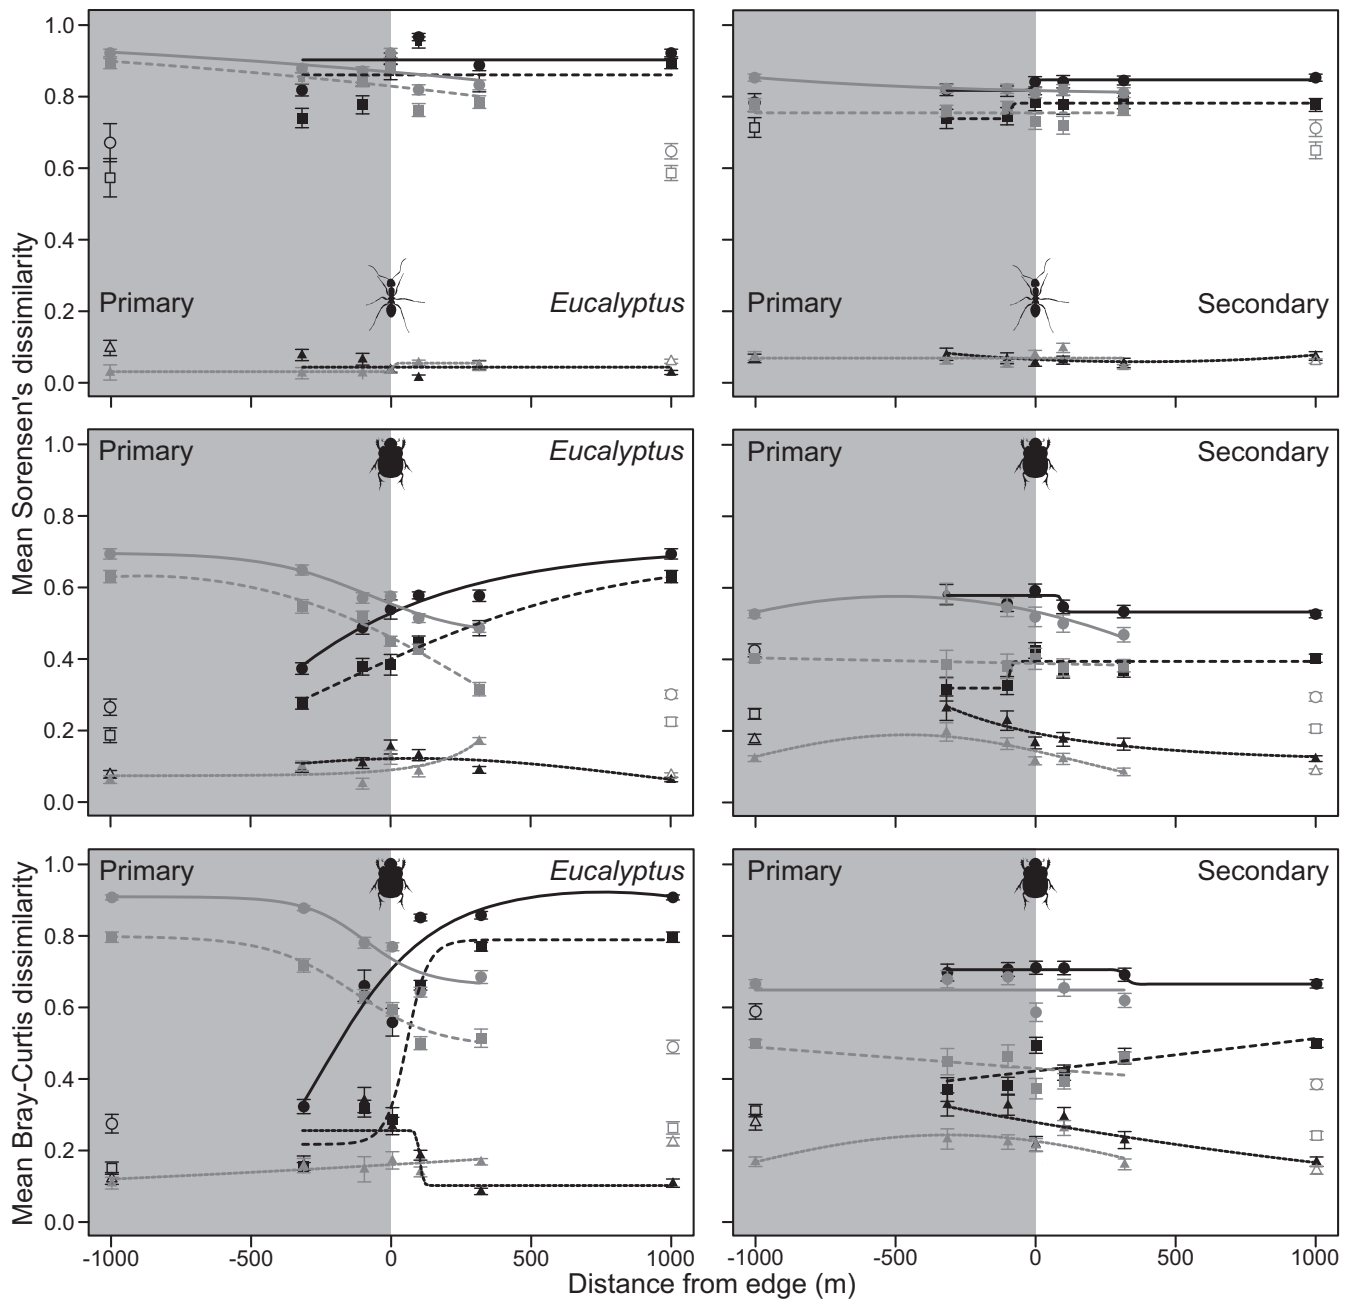 Mean Sorensen's dissimilarity
1.0
0.8
0.6
0.4
0.2
0.0
Primary
Eucalyptus
Primary
Secondary
1.0
0.8
0.6
0.4
0.2
0.0
Primary
Eucalyptus
Primary
Secondary
Mean Bray-Curtis dissimilarity
1.0
0.8
0.6
0.4
0.2
0.0
Primary
Eucalyptus
Primary
Secondary
-1000 -500 0 500 1000
-1000 -500 0 500 1000
Distance from edge (m)